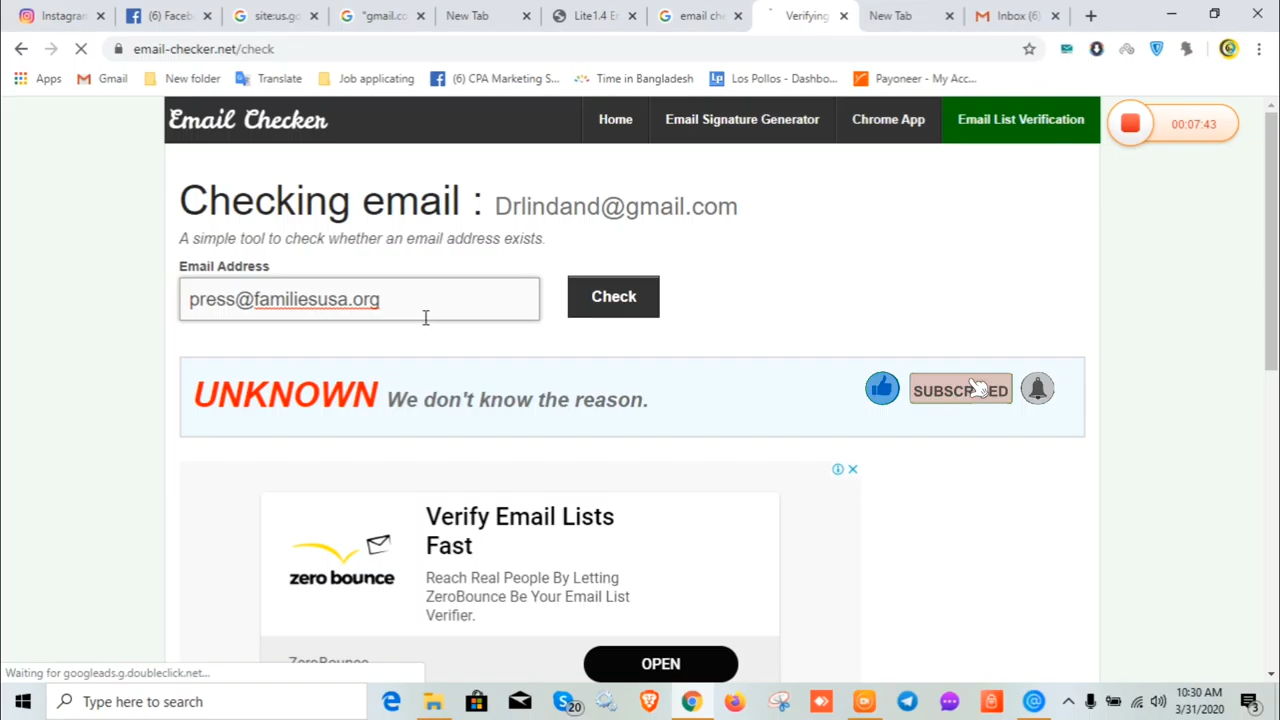 Instagram
(6) Faceb
site:us.go
"gmail.co
New Tab
Lite1.4 Er
email che
Verifying
New Tab
Inbox (6)
email-checker.net/check
Apps
Gmail
New folder
Translate
Job applicating
(6) CPA Marketing S...
Time in Bangladesh
Los Pollos - Dashbo...
Payoneer - My Acc...
Email Checker
Home
Email Signature Generator
Chrome App
Email List Verification
00:07:43
Checking email : Drlindand@gmail.com
A simple tool to check whether an email address exists.
Email Address
press@familiesusa.org
Check
UNKNOWN We don't know the reason.
SUBSCRIBED
Verify Email Lists
Fast
zero bounce
Reach Real People By Letting
ZeroBounce Be Your Email List
Verifier.
ZeroBounce
OPEN
Waiting for googleads.g.doubleclick.net...
Type here to search
20
10:30 AM
3/31/2020
3